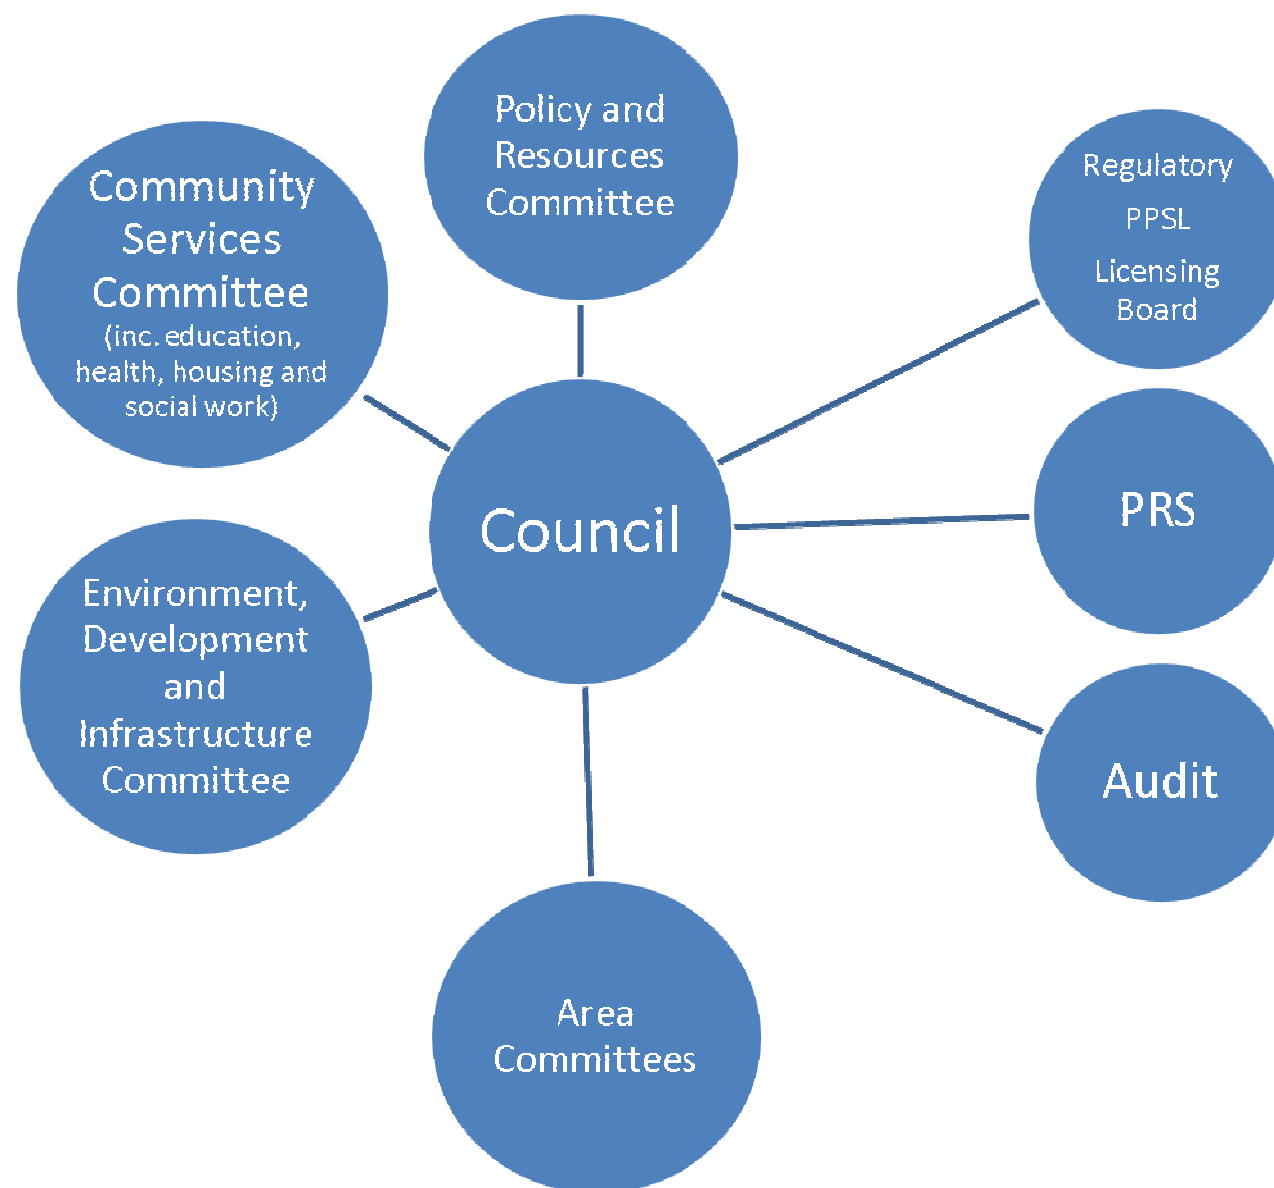 Policy and
Resources
Committee
Community
Services
Committee
(inc. education,
health, housing and
social work)
Regulatory
PPSL
Licensing
Board
Council
PRS
Environment,
Development
and
Infrastructure
Committee
Audit
Area
Committees